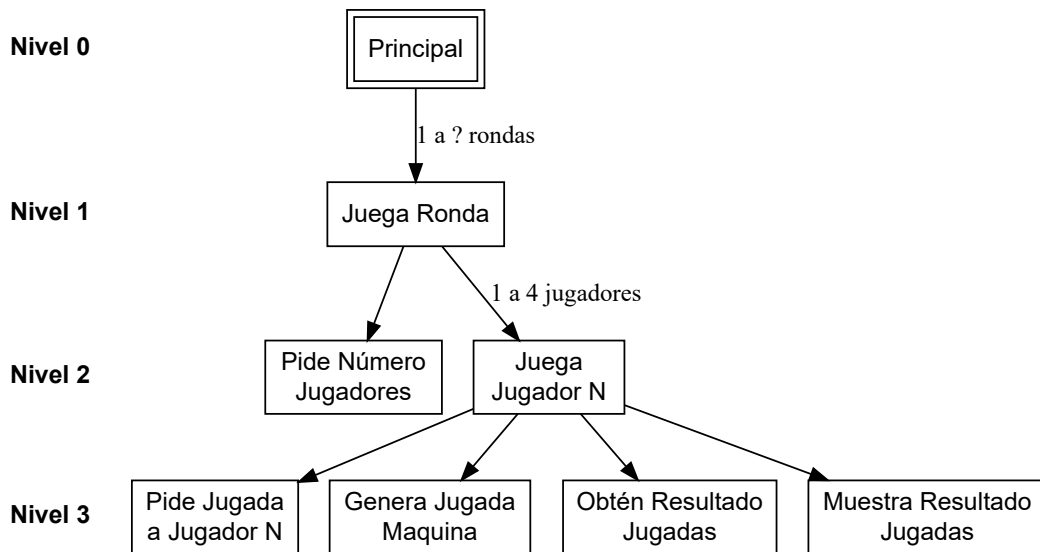 Nivel 0
Principal
1 a ? rondas
Nivel 1
Juega Ronda
1 a 4 jugadores
Nivel 2
Pide Número
Jugadores
Juega
Jugador N
Nivel 3
Pide Jugada
a Jugador N
Genera Jugada
Maquina
Obtén Resultado
Jugadas
Muestra Resultado
Jugadas